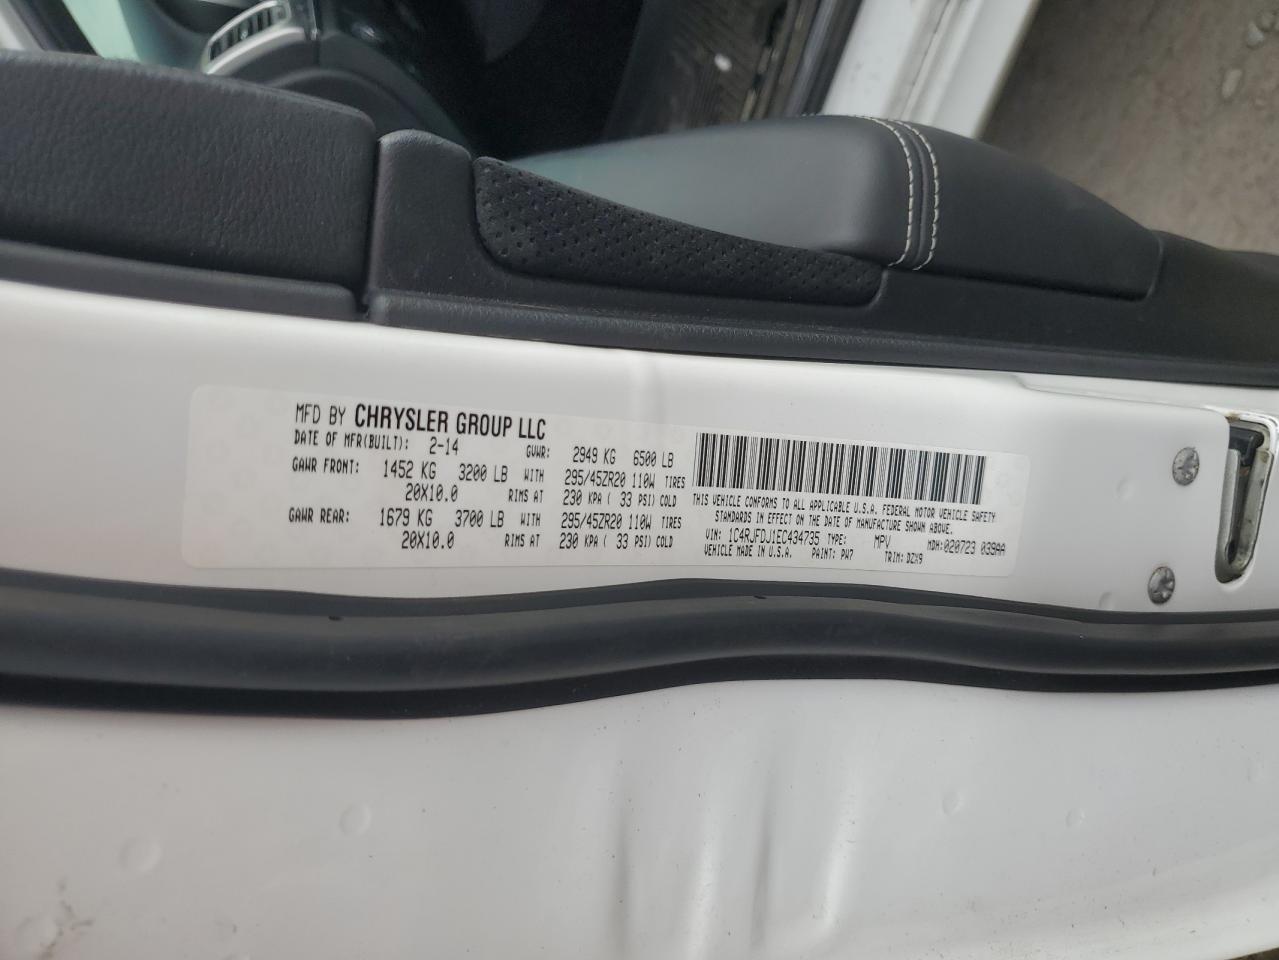 MFD BY CHRYSLER GROUP LLC
DATE OF MFR(BUILT): 2-14 GVWR: 2949 KG 6500 LB
GAWR FRONT: 1452 KG 3200 LB WITH 295/45ZR20 110W TIRES
20X10.0 RIMS AT 230 KPA ( 33 PSI) COLD
GAWR REAR: 1679 KG 3700 LB WITH 295/45ZR20 110W TIRES
20X10.0 RIMS AT 230 KPA ( 33 PSI) COLD
THIS VEHICLE CONFORMS TO ALL APPLICABLE U.S.A. FEDERAL MOTOR VEHICLE SAFETY
STANDARDS IN EFFECT ON THE DATE OF MANUFACTURE SHOWN ABOVE.
VIN: 1C4RJFDJ1EC434735 TYPE: MPV MDH:020723 039AA
VEHICLE MADE IN U.S.A. PAINT: PW7 TRIM: DZX9